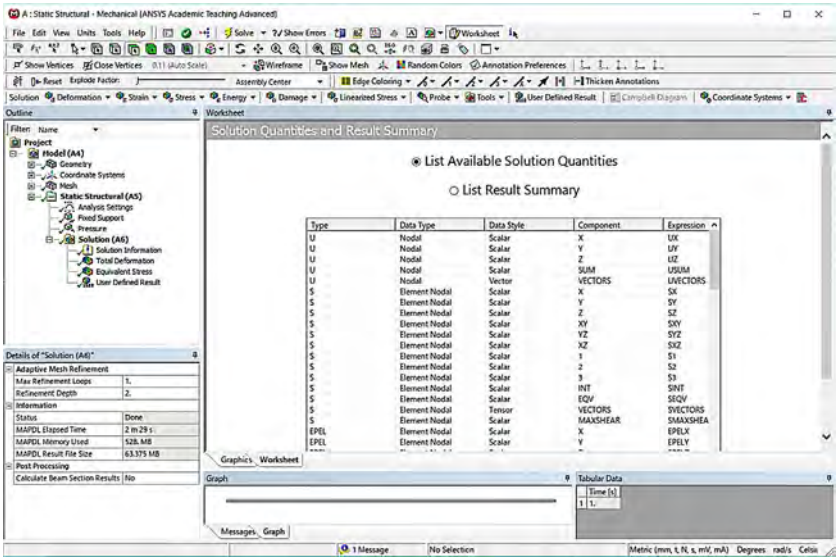 A : Static Structural - Mechanical [ANSYS Academic Teaching Advanced]
File Edit View Units Tools Help Solve ?/ Show Errors Worksheet
Show Vertices Close Vertices 0.11 (Auto Scale) Wireframe Show Mesh Random Colors Annotation Preferences
Reset Explode Factor: Assembly Center Edge Coloring Thicken Annotations
Solution Deformation Strain Stress Energy Damage Linearized Stress Probe Tools User Defined Result Campbell Diagram Coordinate Systems
Outline
Filter: Name
Project
Model (A4)
Geometry
Coordinate Systems
Mesh
Static Structural (A5)
Analysis Settings
Fixed Support
Pressure
Solution (A6)
Solution Information
Total Deformation
Equivalent Stress
User Defined Result
Details of "Solution (A6)"
Adaptive Mesh Refinement
Max Refinement Loops 1.
Refinement Depth 2.
Information
Status Done
MAPDL Elapsed Time 2 m 29 s
MAPDL Memory Used 528. MB
MAPDL Result File Size 63.375 MB
Post Processing
Calculate Beam Section Results No
Worksheet
Solution Quantities and Result Summary
List Available Solution Quantities
List Result Summary
Type Data Type Data Style Component Expression
U Nodal Scalar X UX
U Nodal Scalar Y UY
U Nodal Scalar Z UZ
U Nodal Scalar SUM USUM
U Nodal Vector VECTORS UVECTORS
S Element Nodal Scalar X SX
S Element Nodal Scalar Y SY
S Element Nodal Scalar Z SZ
S Element Nodal Scalar XY SXY
S Element Nodal Scalar YZ SYZ
S Element Nodal Scalar XZ SXZ
S Element Nodal Scalar 1 S1
S Element Nodal Scalar 2 S2
S Element Nodal Scalar 3 S3
S Element Nodal Scalar INT SINT
S Element Nodal Scalar EQV SEQV
S Element Nodal Tensor VECTORS SVECTORS
S Element Nodal Scalar MAXSHEAR SMAXSHEA
EPEL Element Nodal Scalar X EPELX
EPEL Element Nodal Scalar Y EPELY
Graphics Worksheet
Graph
Messages Graph
Tabular Data
Time [s]
1 1.
1 Message No Selection Metric (mm, t, N, s, mV, mA) Degrees rad/s Celsi